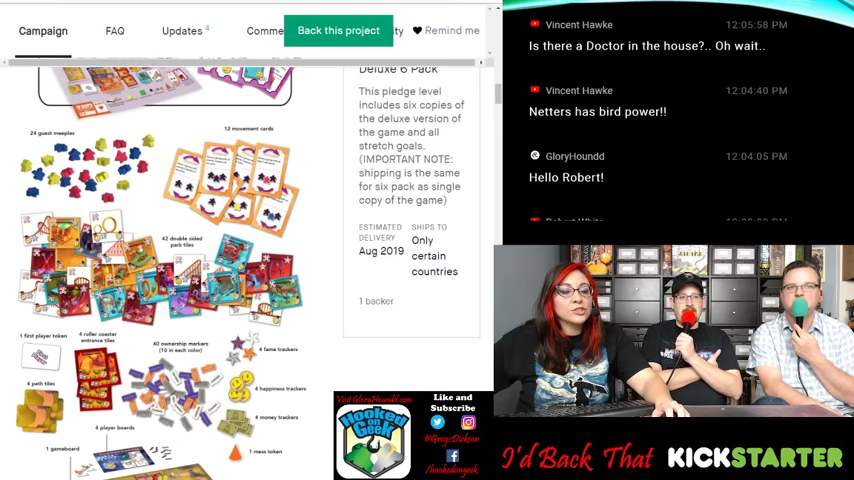 Campaign
FAQ
Updates 4
Comme
Back this project
ity
Remind me
24 guest meeples
12 movement cards
42 double sided
park tiles
1 first player token
4 roller coaster
entrance tiles
40 ownership markers
(10 in each color)
4 fame trackers
4 path tiles
4 happiness trackers
4 money trackers
4 player boards
1 gameboard
1 mess token
Deluxe 6 Pack
This pledge level
includes six copies of
the deluxe version of
the game and all
stretch goals.
(IMPORTANT NOTE:
shipping is the same
for six pack as single
copy of the game)
ESTIMATED
DELIVERY
Aug 2019
SHIPS TO
Only
certain
countries
1 backer
Vincent Hawke
12:05:58 PM
Is there a Doctor in the house?.. Oh wait..
Vincent Hawke
12:04:40 PM
Netters has bird power!!
GloryHoundd
12:04:05 PM
Hello Robert!
Robert White
Visit GloryHoundd.com
Hooked
on
Geek
Like and
Subscribe
@GregsDickson
/hookedongeek
I'd Back That KICKSTARTER